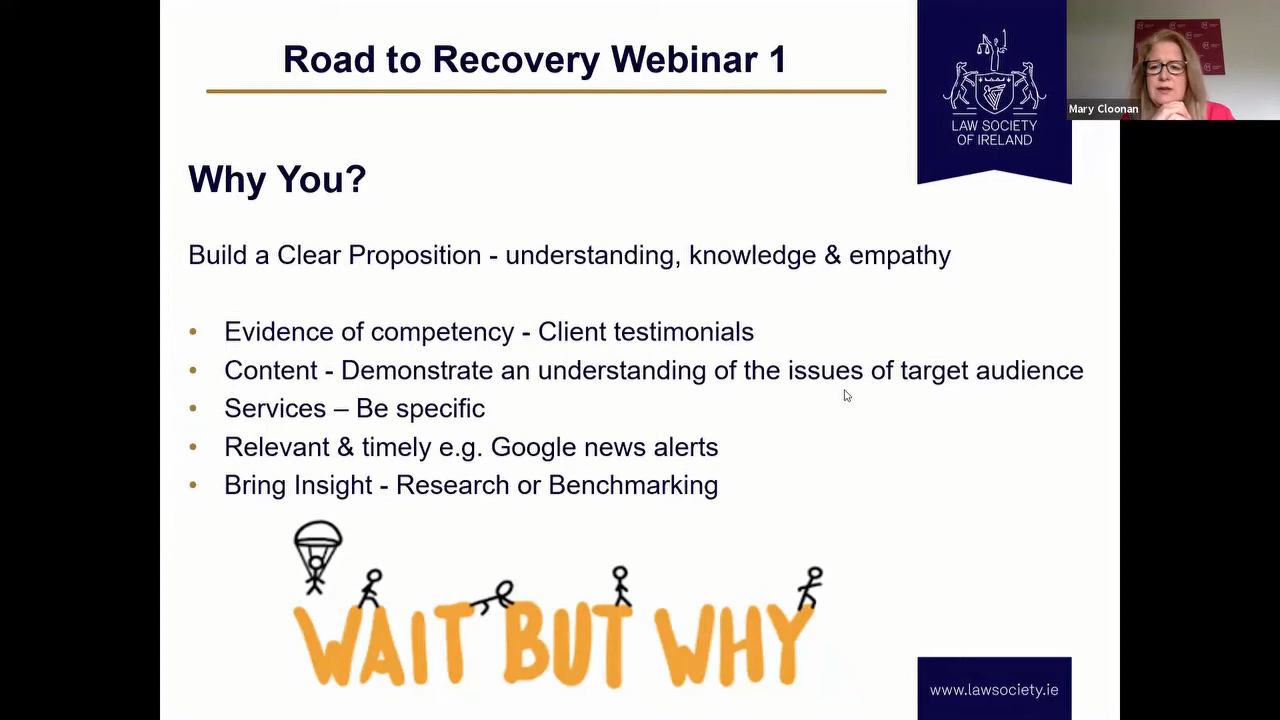 Road to Recovery Webinar 1
LAW SOCIETY
OF IRELAND
Mary Cloonan
Why You?
Build a Clear Proposition - understanding, knowledge & empathy
• Evidence of competency - Client testimonials
• Content - Demonstrate an understanding of the issues of target audience
• Services – Be specific
• Relevant & timely e.g. Google news alerts
• Bring Insight - Research or Benchmarking
WAIT BUT WHY
www.lawsociety.ie